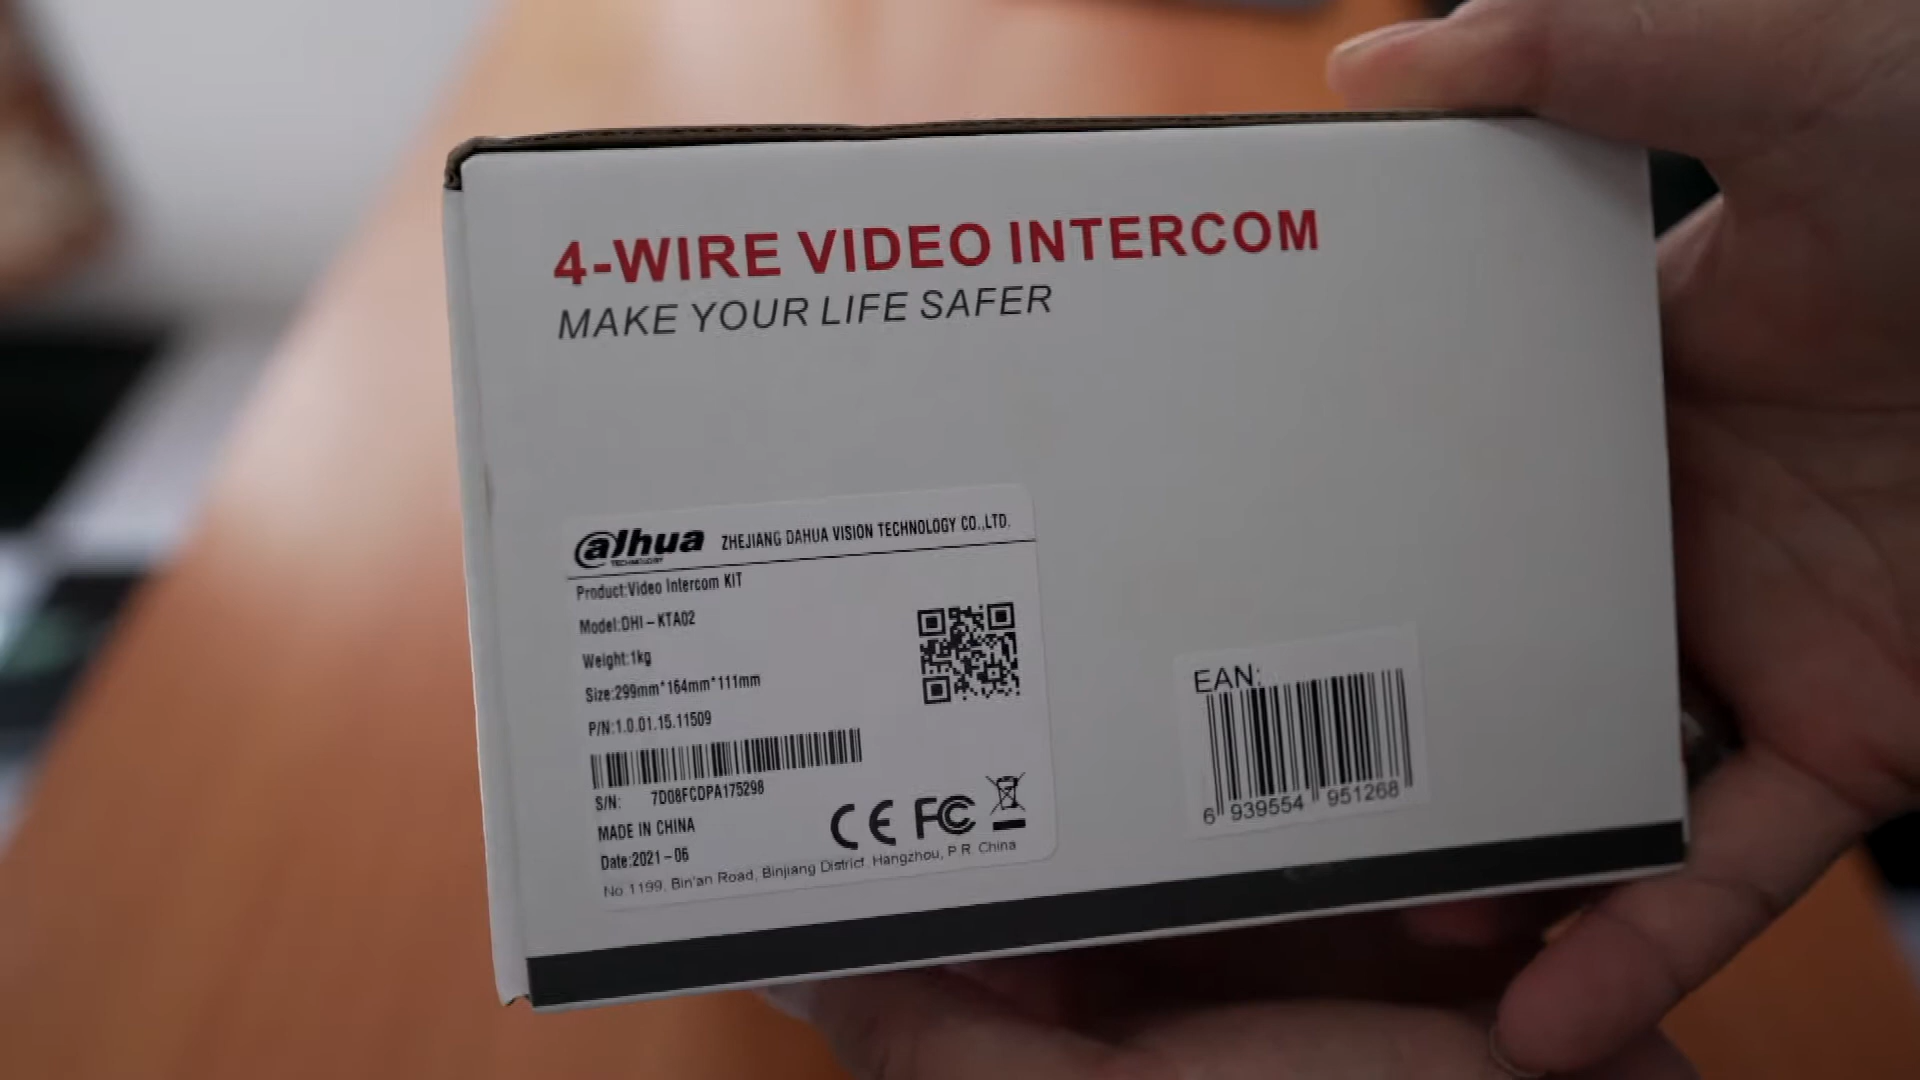 4-WIRE VIDEO INTERCOM
MAKE YOUR LIFE SAFER
alhua
TECHNOLOGY
ZHEJIANG DAHUA VISION TECHNOLOGY CO.,LTD.
Product:Video Intercom KIT
Model:DHI-KTA02
Weight:1kg
Size:299mm*164mm*111mm
P/N:1.0.01.15.11509
S/N: 7D08FCDPA175298
MADE IN CHINA
Date:2021-06
CE FC
No 1199, Bin'an Road, Binjiang District. Hangzhou, P.R. China
EAN:
6 939554 951268